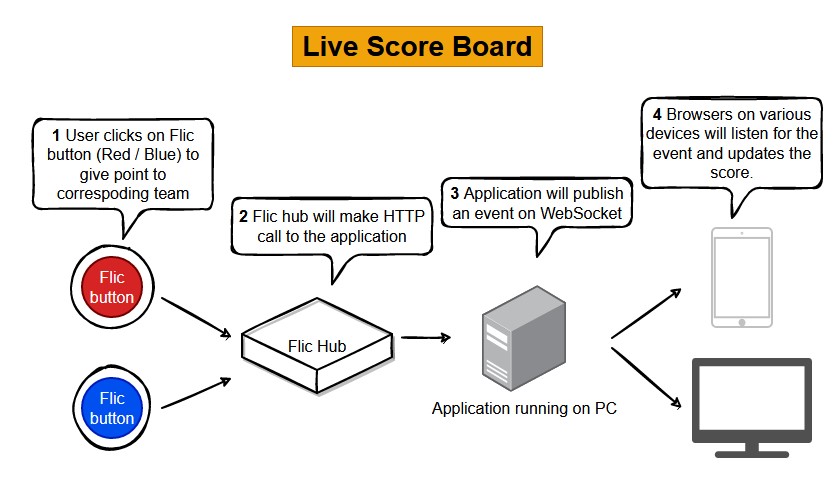 Live Score Board
1 User clicks on Flic
button (Red / Blue) to
give point to
correspoding team
2 Flic hub will make HTTP
call to the application
3 Application will publish
an event on WebSocket
4 Browsers on various
devices will listen for the
event and updates the
score.
Flic
button
Flic
button
Flic Hub
Application running on PC